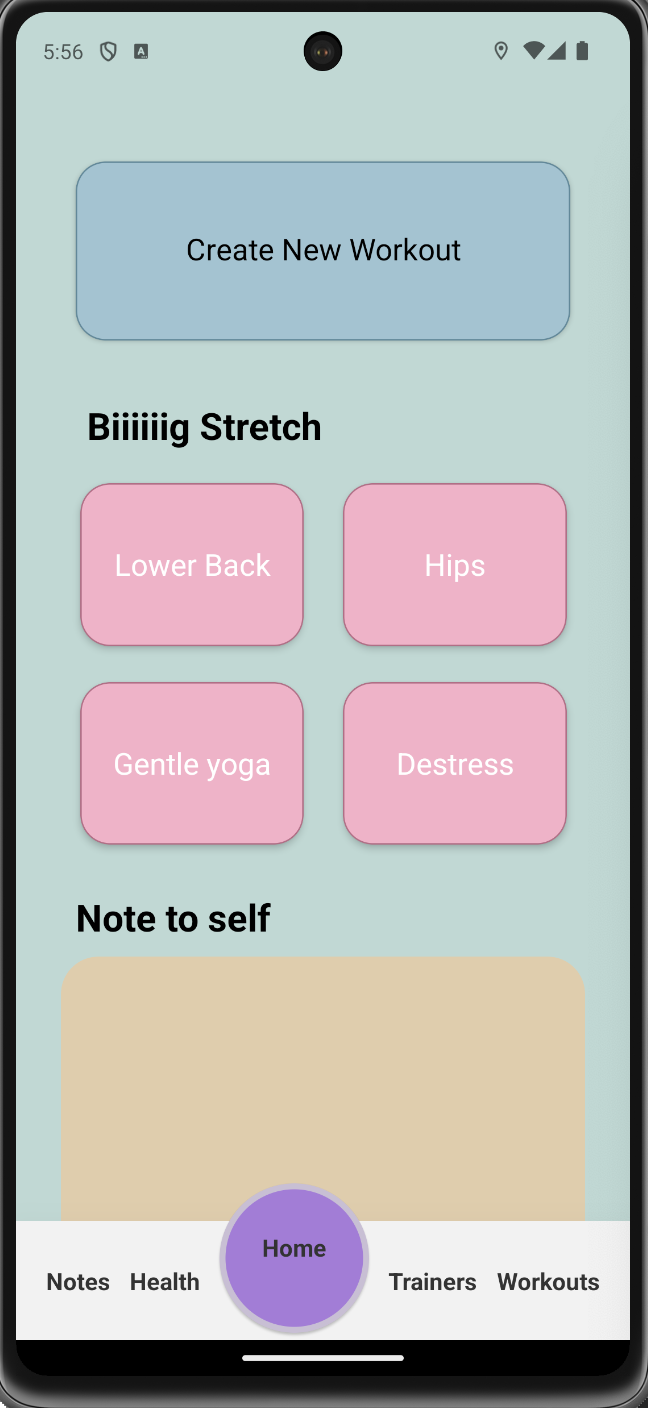 5:56
Create New Workout
Biiiiiig Stretch
Lower Back Hips
Gentle yoga Destress
Note to self
Home
Notes Health Trainers Workouts